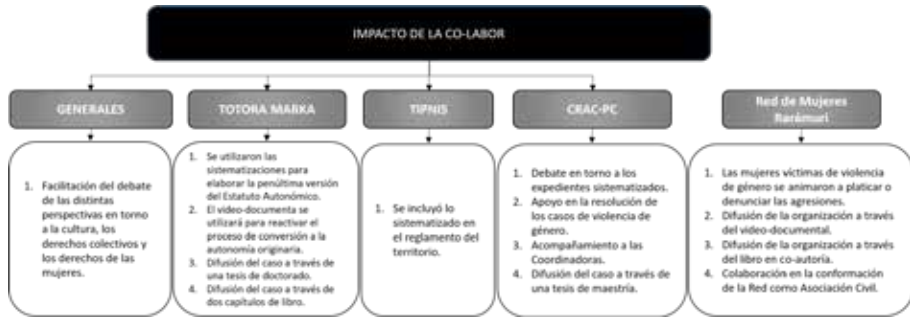 IMPACTO DE LA CO-LABOR
GENERALES
1. Facilitación del debate
de las distintas
perspectivas en torno
a la cultura, los
derechos colectivos y
los derechos de las
mujeres.
TOTORA MARKA
1. Se utilizaron las
sistematizaciones para
elaborar la penúltima versión
del Estatuto Autonómico.
2. El video-documenta se
utilizará para reactivar el
proceso de conversión a la
autonomía originaria.
3. Difusión del caso a través de
una tesis de doctorado.
4. Difusión del caso a través de
dos capítulos de libro.
TIPNIS
1. Se incluyó lo
sistematizado en
el reglamento del
territorio.
CRAC-PC
1. Debate en torno a los
expedientes sistematizados.
2. Apoyo en la resolución de
los casos de violencia de
género.
3. Acompañamiento a las
Coordinadoras.
4. Difusión del caso a través de
una tesis de maestría.
Red de Mujeres
Rarámuri
1. Las mujeres víctimas de violencia
de género se animaron a platicar o
denunciar las agresiones.
2. Difusión de la organización a través
del video-documental.
3. Difusión de la organización a través
del libro en co-autoría.
4. Colaboración en la conformación
de la Red como Asociación Civil.